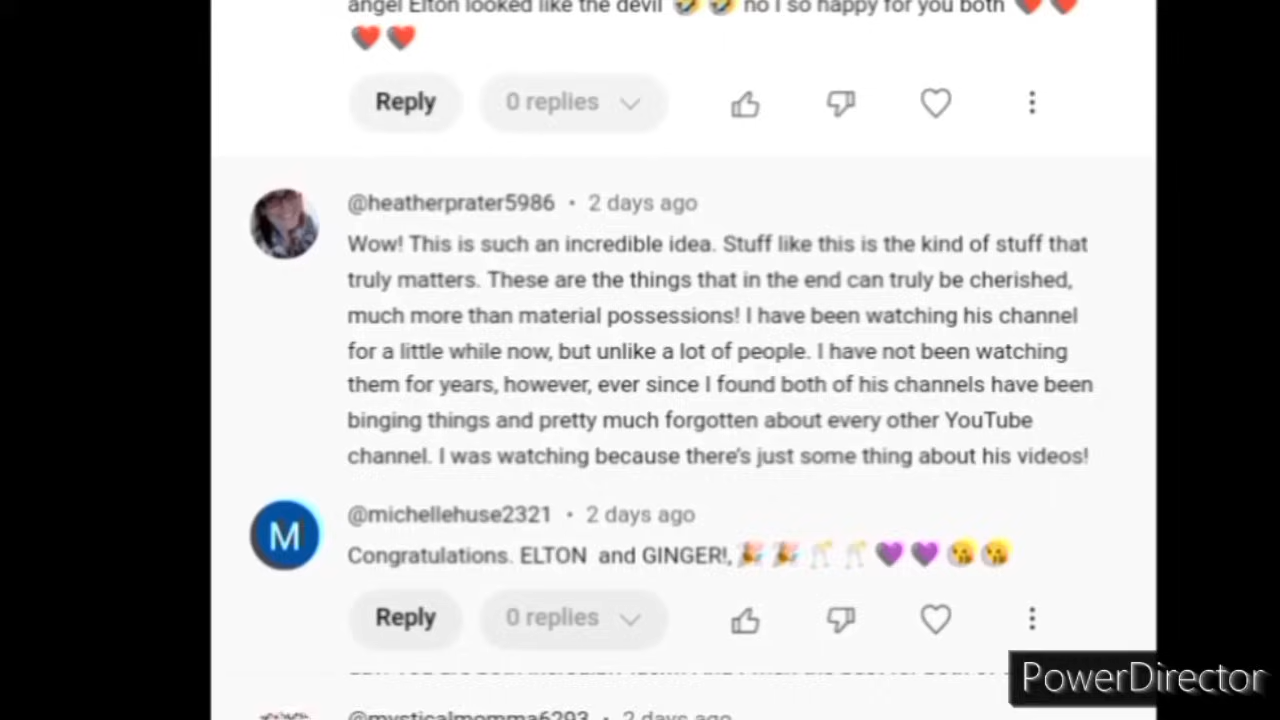 angel Elton looked like the devil 🤣 🤣 no I so happy for you both ❤️ ❤️
❤️ ❤️
Reply 0 replies
@heatherprater5986 • 2 days ago
Wow! This is such an incredible idea. Stuff like this is the kind of stuff that
truly matters. These are the things that in the end can truly be cherished,
much more than material possessions! I have been watching his channel
for a little while now, but unlike a lot of people. I have not been watching
them for years, however, ever since I found both of his channels have been
binging things and pretty much forgotten about every other YouTube
channel. I was watching because there's just some thing about his videos!
M
@michellehuse2321 • 2 days ago
Congratulations. ELTON and GINGER!, 🎉 🎉 🥂 🥂 💜 💜 😘 😘
Reply 0 replies
PowerDirector
@mysticalmomma6293 • 2 days ago